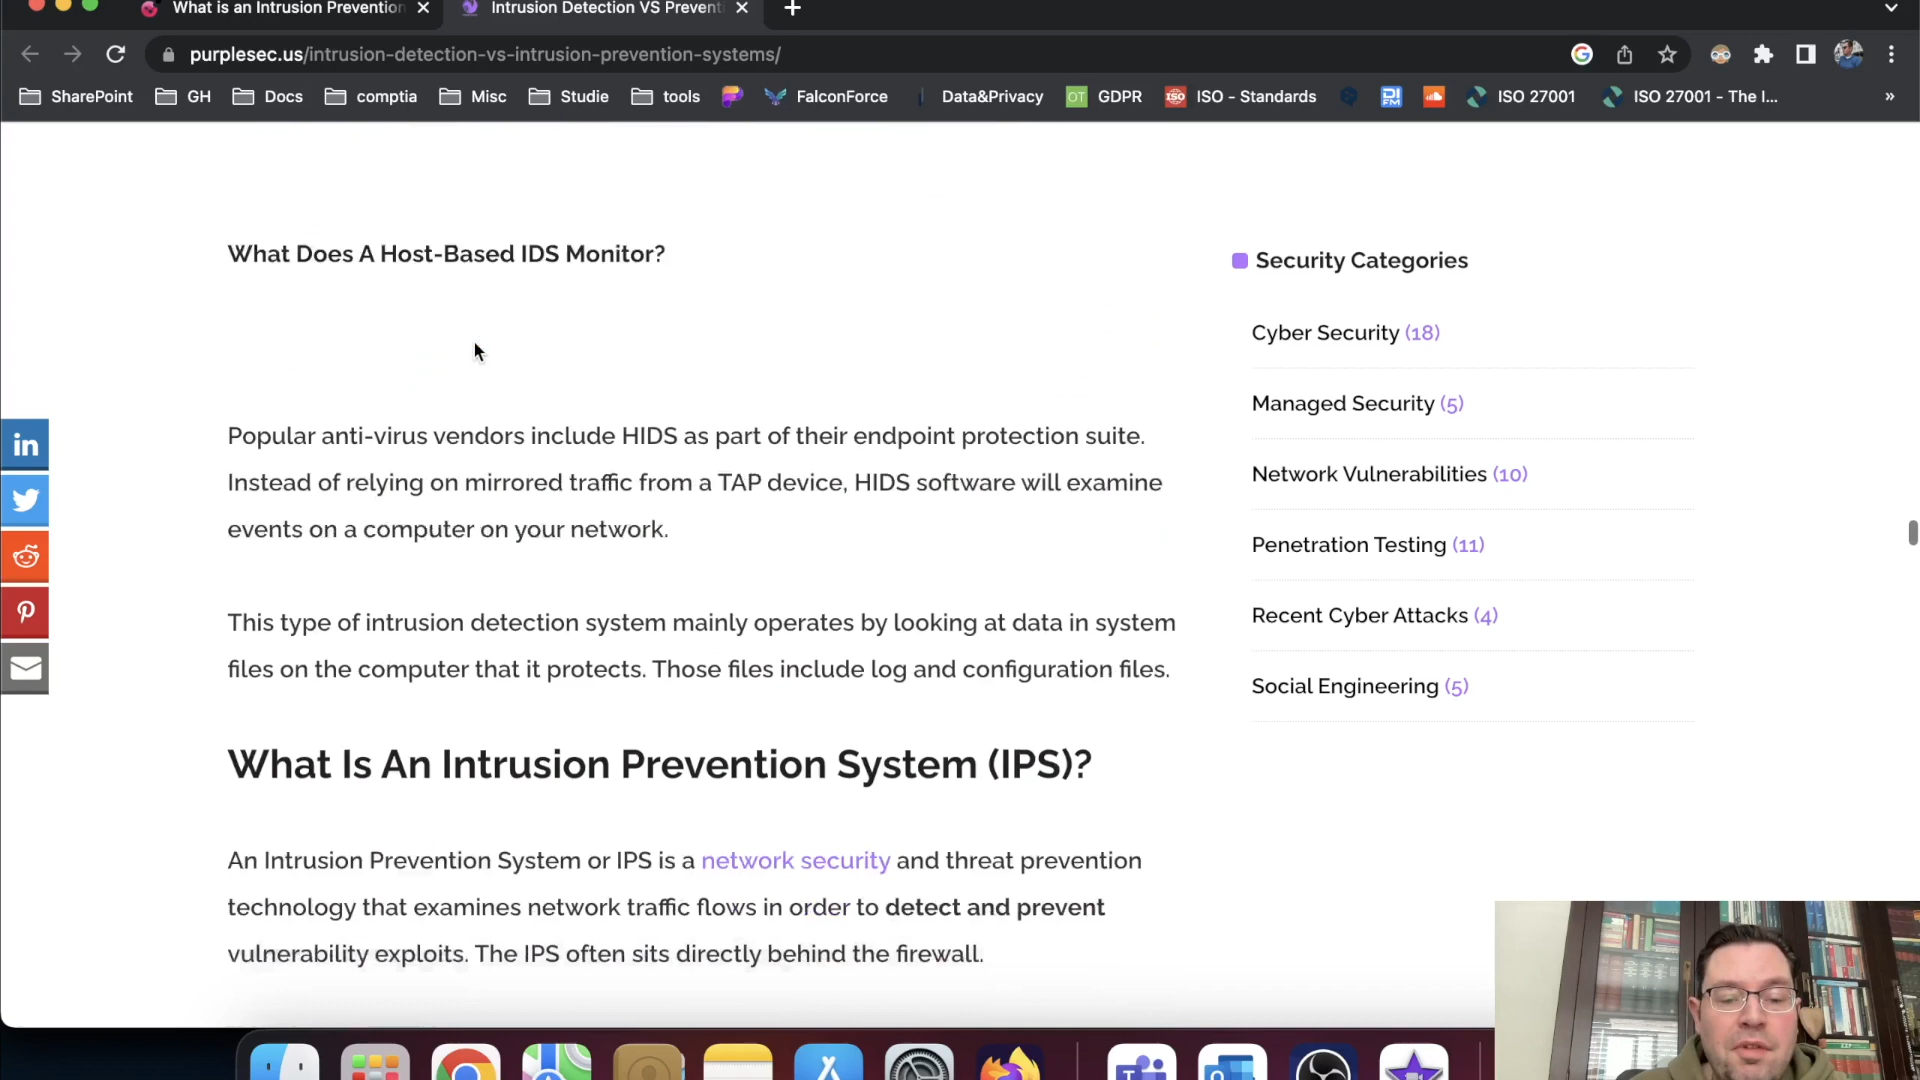 What is an Intrusion Prevention
Intrusion Detection VS Prevent
purplesec.us/intrusion-detection-vs-intrusion-prevention-systems/
SharePoint GH Docs comptia Misc Studie tools FalconForce Data&Privacy OT GDPR ISO ISO - Standards DI FM ISO 27001 ISO 27001 - The I... »
What Does A Host-Based IDS Monitor?
Popular anti-virus vendors include HIDS as part of their endpoint protection suite.
Instead of relying on mirrored traffic from a TAP device, HIDS software will examine
events on a computer on your network.
This type of intrusion detection system mainly operates by looking at data in system
files on the computer that it protects. Those files include log and configuration files.
What Is An Intrusion Prevention System (IPS)?
An Intrusion Prevention System or IPS is a network security and threat prevention
technology that examines network traffic flows in order to detect and prevent
vulnerability exploits. The IPS often sits directly behind the firewall.
Security Categories
Cyber Security (18)
Managed Security (5)
Network Vulnerabilities (10)
Penetration Testing (11)
Recent Cyber Attacks (4)
Social Engineering (5)
in